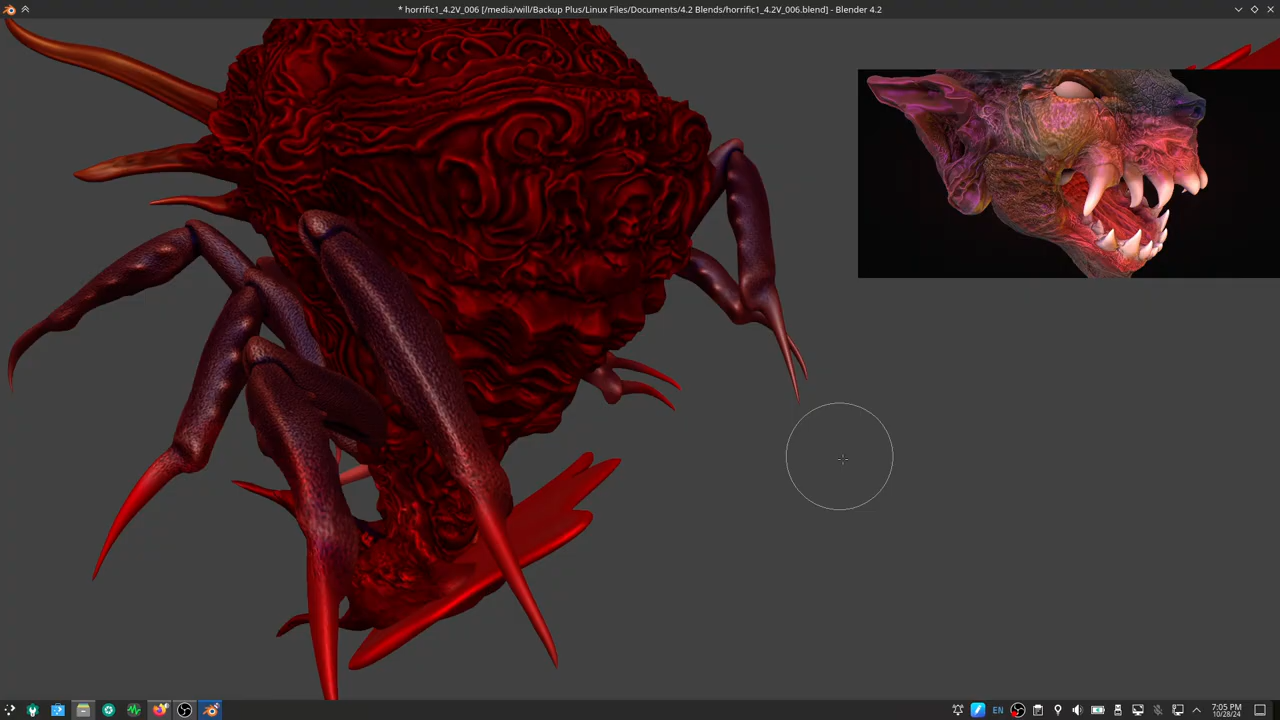 * horrific1_4.2V_006 [/media/will/Backup Plus/Linux Files/Documents/4.2 Blends/horrific1_4.2V_006.blend] - Blender 4.2
EN
7:05 PM
10/28/24